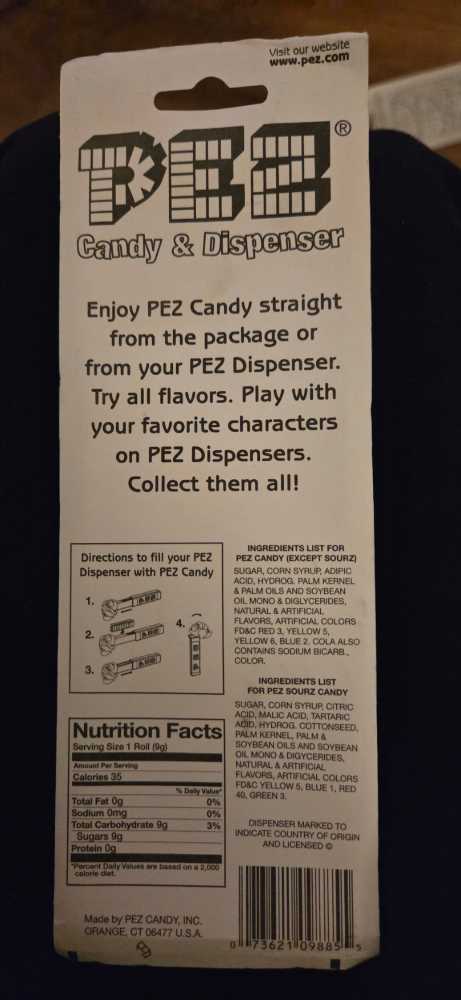 Visit our website
www.pez.com
PEZ®
Candy & Dispenser
Enjoy PEZ Candy straight
from the package or
from your PEZ Dispenser.
Try all flavors. Play with
your favorite characters
on PEZ Dispensers.
Collect them all!
Directions to fill your PEZ
Dispenser with PEZ Candy
1.
2.
3.
4.
INGREDIENTS LIST FOR
PEZ CANDY (EXCEPT SOURZ)
SUGAR, CORN SYRUP, ADIPIC
ACID, HYDROG. PALM KERNEL
& PALM OILS AND SOYBEAN
OIL MONO & DIGLYCERIDES,
NATURAL & ARTIFICIAL
FLAVORS, ARTIFICIAL COLORS
FD&C RED 3, YELLOW 5,
YELLOW 6, BLUE 2. COLA ALSO
CONTAINS SODIUM BICARB.,
COLOR.
INGREDIENTS LIST
FOR PEZ SOURZ CANDY
SUGAR, CORN SYRUP, CITRIC
ACID, MALIC ACID, TARTARIC
ACID, HYDROG. COTTONSEED,
PALM KERNEL, PALM &
SOYBEAN OILS AND SOYBEAN
OIL MONO & DIGYCERIDES,
NATURAL & ARTIFICIAL
FLAVORS, ARTIFICIAL COLORS
FD&C YELLOW 5, BLUE 1, RED
40, GREEN 3.
DISPENSER MARKED TO
INDICATE COUNTRY OF ORIGIN
AND LICENSED ©
Nutrition Facts
Serving Size 1 Roll (9g)
Amount Per Serving
Calories 35
% Daily Value*
Total Fat 0g 0%
Sodium 0mg 0%
Total Carbohydrate 9g 3%
Sugars 9g
Protein 0g
*Percent Daily Values are based on a 2,000
calorie diet.
Made by PEZ CANDY, INC.
ORANGE, CT 06477 U.S.A.
0 73621 09885 5